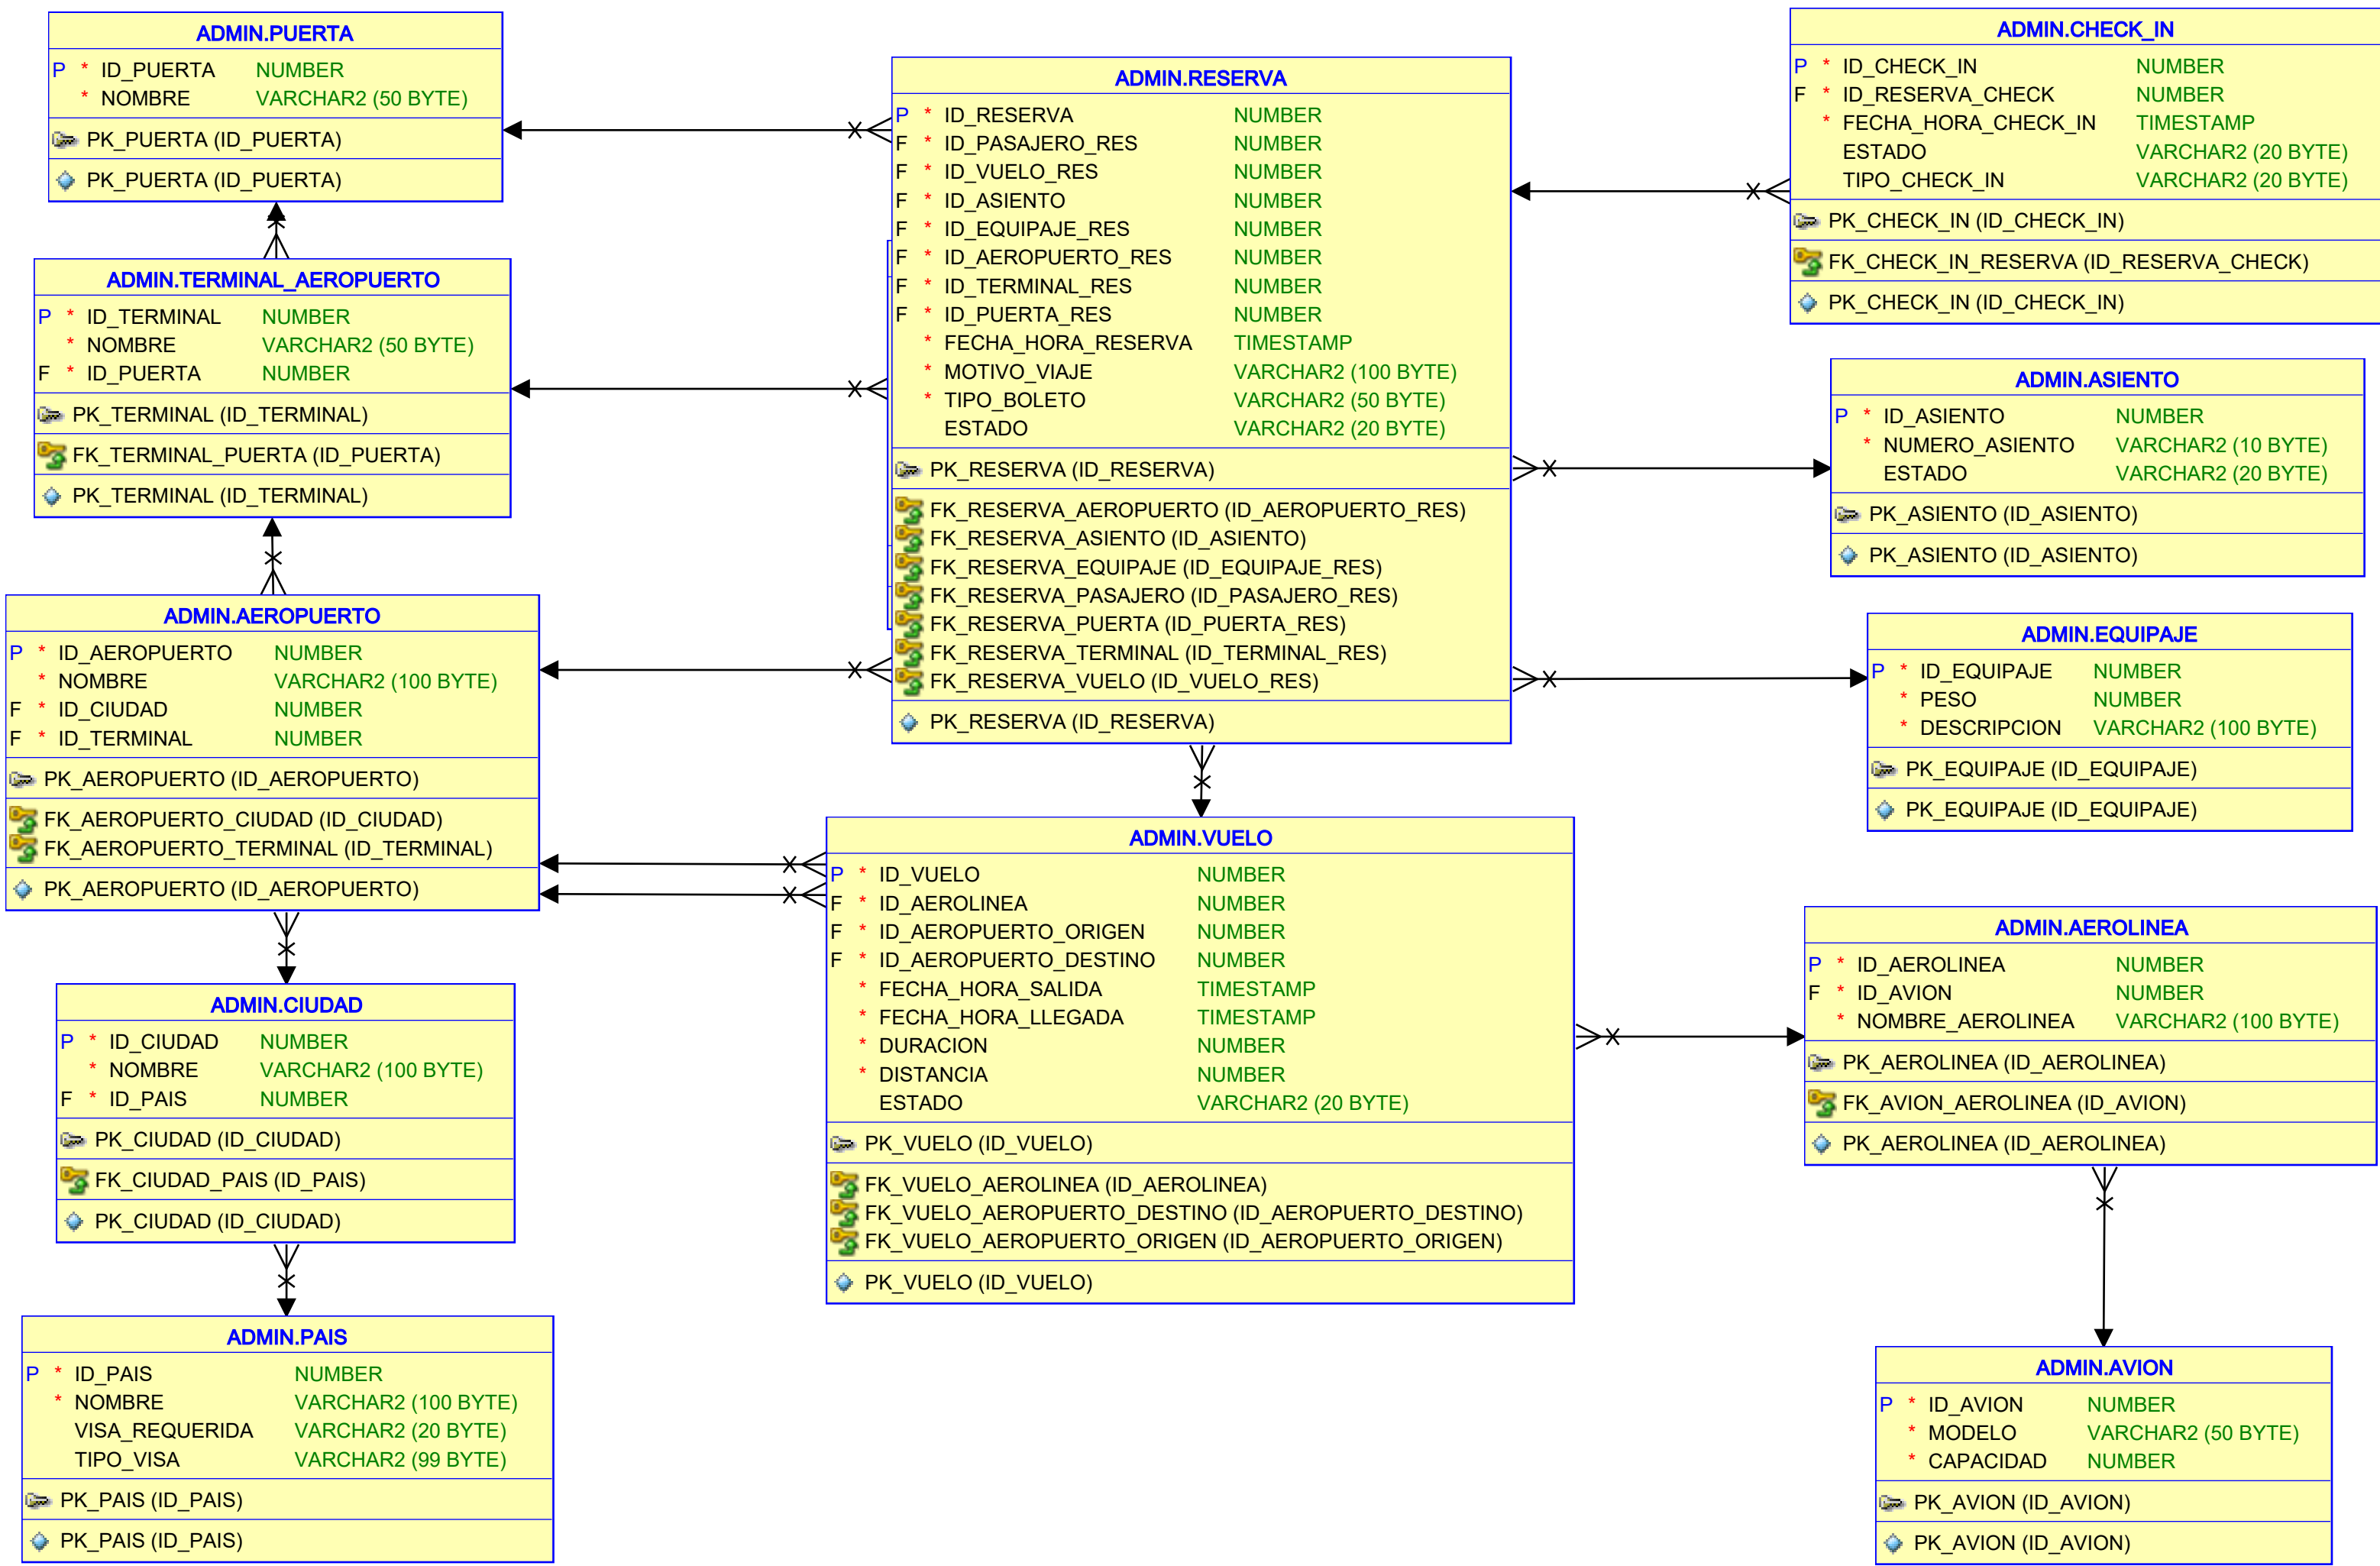 ADMIN.PUERTA
P * ID_PUERTA NUMBER
* NOMBRE VARCHAR2 (50 BYTE)
PK_PUERTA (ID_PUERTA)
PK_PUERTA (ID_PUERTA)
ADMIN.TERMINAL_AEROPUERTO
P * ID_TERMINAL NUMBER
* NOMBRE VARCHAR2 (50 BYTE)
F * ID_PUERTA NUMBER
PK_TERMINAL (ID_TERMINAL)
FK_TERMINAL_PUERTA (ID_PUERTA)
PK_TERMINAL (ID_TERMINAL)
ADMIN.AEROPUERTO
P * ID_AEROPUERTO NUMBER
* NOMBRE VARCHAR2 (100 BYTE)
F * ID_CIUDAD NUMBER
F * ID_TERMINAL NUMBER
PK_AEROPUERTO (ID_AEROPUERTO)
FK_AEROPUERTO_CIUDAD (ID_CIUDAD)
FK_AEROPUERTO_TERMINAL (ID_TERMINAL)
PK_AEROPUERTO (ID_AEROPUERTO)
ADMIN.CIUDAD
P * ID_CIUDAD NUMBER
* NOMBRE VARCHAR2 (100 BYTE)
F * ID_PAIS NUMBER
PK_CIUDAD (ID_CIUDAD)
FK_CIUDAD_PAIS (ID_PAIS)
PK_CIUDAD (ID_CIUDAD)
ADMIN.PAIS
P * ID_PAIS NUMBER
* NOMBRE VARCHAR2 (100 BYTE)
VISA_REQUERIDA VARCHAR2 (20 BYTE)
TIPO_VISA VARCHAR2 (99 BYTE)
PK_PAIS (ID_PAIS)
PK_PAIS (ID_PAIS)
ADMIN.RESERVA
P * ID_RESERVA NUMBER
F * ID_PASAJERO_RES NUMBER
F * ID_VUELO_RES NUMBER
F * ID_ASIENTO NUMBER
F * ID_EQUIPAJE_RES NUMBER
F * ID_AEROPUERTO_RES NUMBER
F * ID_TERMINAL_RES NUMBER
F * ID_PUERTA_RES NUMBER
* FECHA_HORA_RESERVA TIMESTAMP
* MOTIVO_VIAJE VARCHAR2 (100 BYTE)
* TIPO_BOLETO VARCHAR2 (50 BYTE)
ESTADO VARCHAR2 (20 BYTE)
PK_RESERVA (ID_RESERVA)
FK_RESERVA_AEROPUERTO (ID_AEROPUERTO_RES)
FK_RESERVA_ASIENTO (ID_ASIENTO)
FK_RESERVA_EQUIPAJE (ID_EQUIPAJE_RES)
FK_RESERVA_PASAJERO (ID_PASAJERO_RES)
FK_RESERVA_PUERTA (ID_PUERTA_RES)
FK_RESERVA_TERMINAL (ID_TERMINAL_RES)
FK_RESERVA_VUELO (ID_VUELO_RES)
PK_RESERVA (ID_RESERVA)
ADMIN.VUELO
P * ID_VUELO NUMBER
F * ID_AEROLINEA NUMBER
F * ID_AEROPUERTO_ORIGEN NUMBER
F * ID_AEROPUERTO_DESTINO NUMBER
* FECHA_HORA_SALIDA TIMESTAMP
* FECHA_HORA_LLEGADA TIMESTAMP
* DURACION NUMBER
* DISTANCIA NUMBER
ESTADO VARCHAR2 (20 BYTE)
PK_VUELO (ID_VUELO)
FK_VUELO_AEROLINEA (ID_AEROLINEA)
FK_VUELO_AEROPUERTO_DESTINO (ID_AEROPUERTO_DESTINO)
FK_VUELO_AEROPUERTO_ORIGEN (ID_AEROPUERTO_ORIGEN)
PK_VUELO (ID_VUELO)
ADMIN.CHECK_IN
P * ID_CHECK_IN NUMBER
F * ID_RESERVA_CHECK NUMBER
* FECHA_HORA_CHECK_IN TIMESTAMP
ESTADO VARCHAR2 (20 BYTE)
TIPO_CHECK_IN VARCHAR2 (20 BYTE)
PK_CHECK_IN (ID_CHECK_IN)
FK_CHECK_IN_RESERVA (ID_RESERVA_CHECK)
PK_CHECK_IN (ID_CHECK_IN)
ADMIN.ASIENTO
P * ID_ASIENTO NUMBER
* NUMERO_ASIENTO VARCHAR2 (10 BYTE)
ESTADO VARCHAR2 (20 BYTE)
PK_ASIENTO (ID_ASIENTO)
PK_ASIENTO (ID_ASIENTO)
ADMIN.EQUIPAJE
P * ID_EQUIPAJE NUMBER
* PESO NUMBER
* DESCRIPCION VARCHAR2 (100 BYTE)
PK_EQUIPAJE (ID_EQUIPAJE)
PK_EQUIPAJE (ID_EQUIPAJE)
ADMIN.AEROLINEA
P * ID_AEROLINEA NUMBER
F * ID_AVION NUMBER
* NOMBRE_AEROLINEA VARCHAR2 (100 BYTE)
PK_AEROLINEA (ID_AEROLINEA)
FK_AVION_AEROLINEA (ID_AVION)
PK_AEROLINEA (ID_AEROLINEA)
ADMIN.AVION
P * ID_AVION NUMBER
* MODELO VARCHAR2 (50 BYTE)
* CAPACIDAD NUMBER
PK_AVION (ID_AVION)
PK_AVION (ID_AVION)